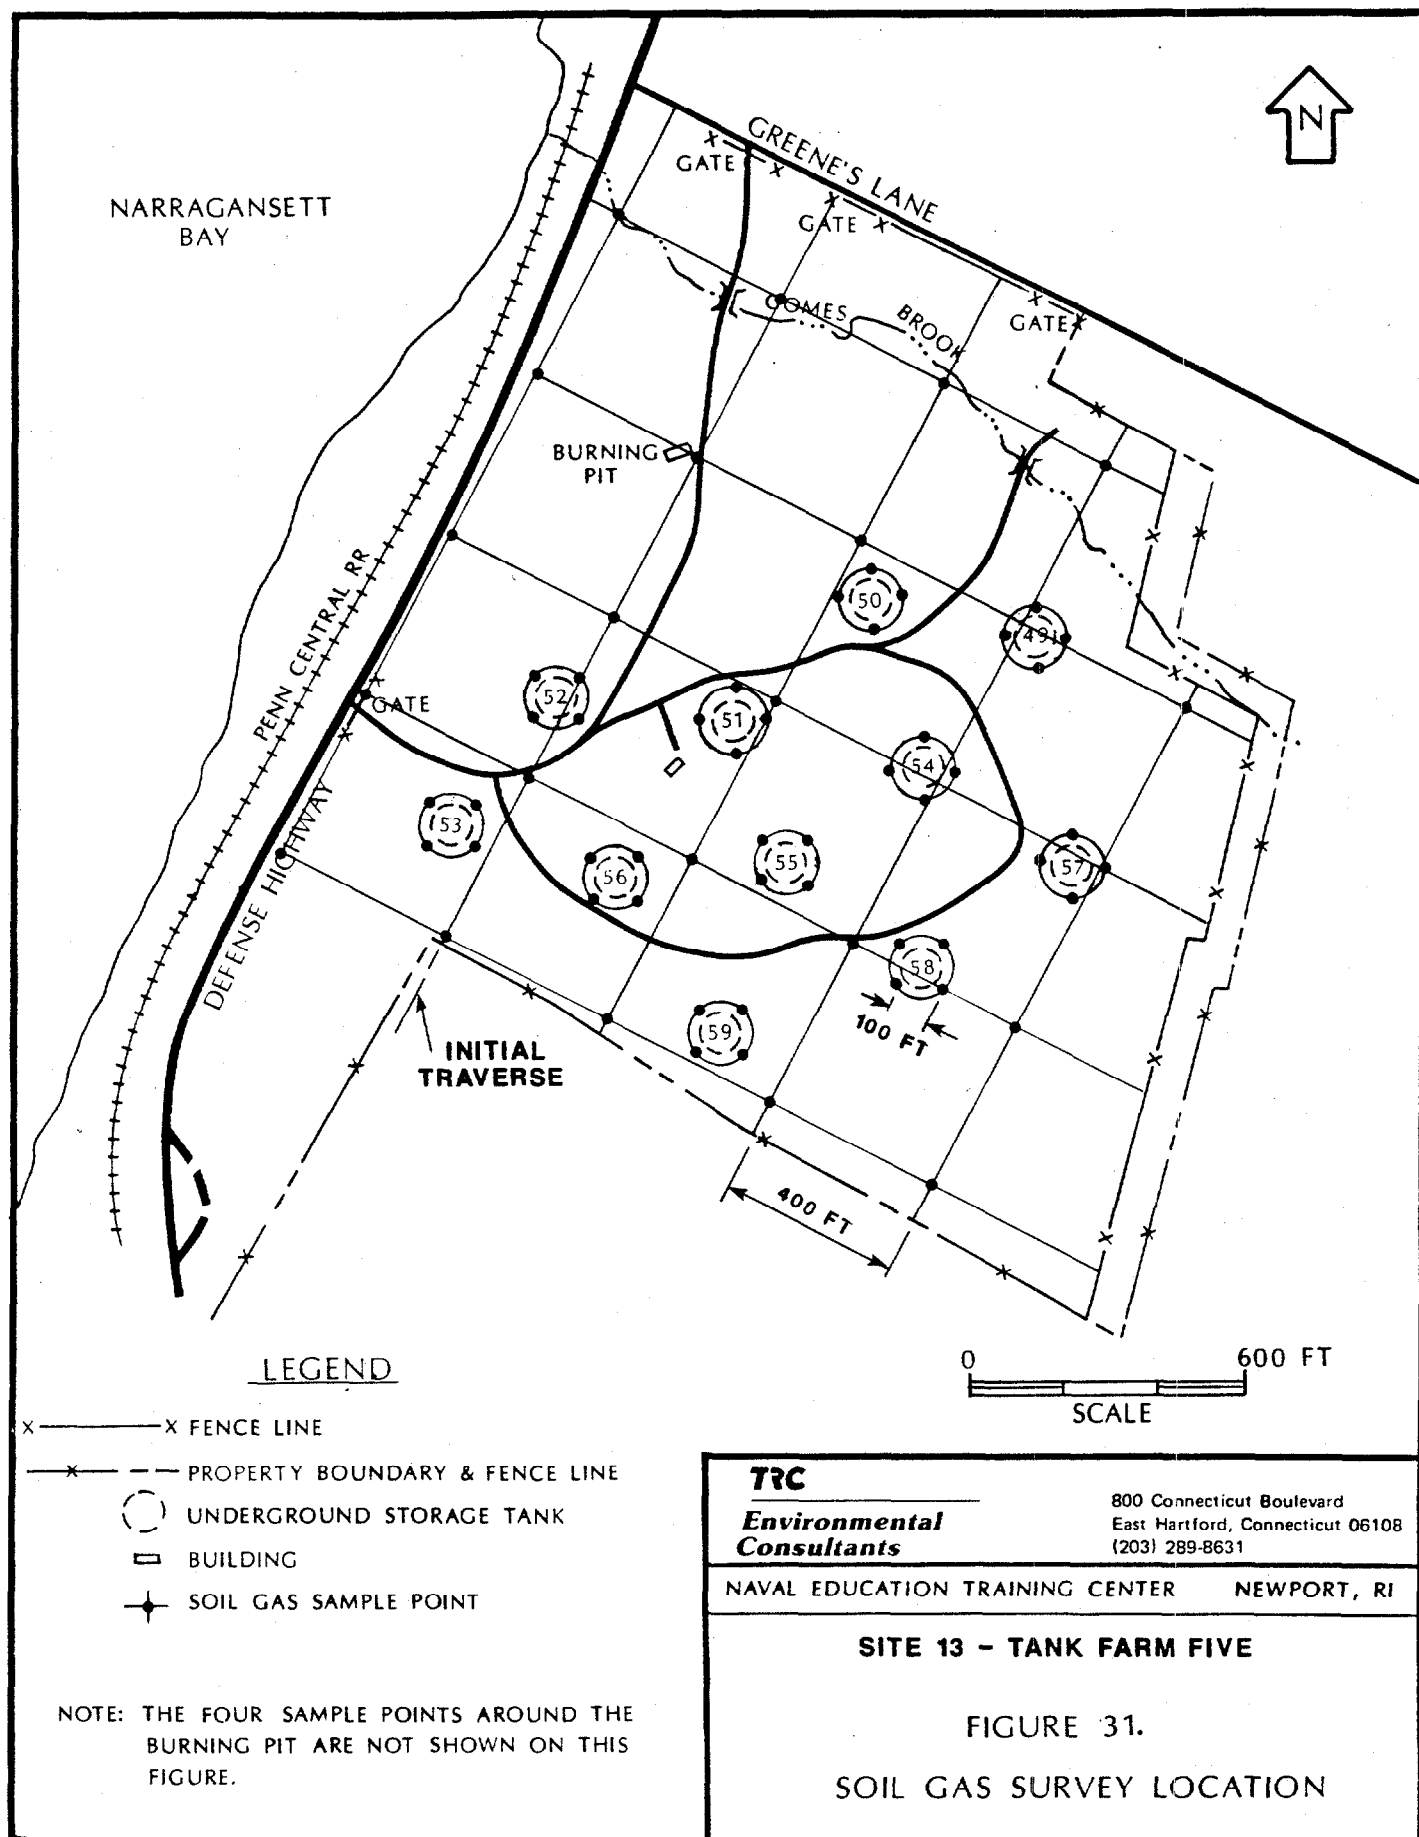 N
GREENE'S LANE
GATE
GATE
GATE
NARRAGANSETT
BAY
GOMES BROOK
BURNING
PIT
PENN CENTRAL RR
GATE
DEFENSE HIGHWAY
50
49
52
51
54
53
55
56
57
58
59
100 FT
INITIAL
TRAVERSE
400 FT
0 600 FT
SCALE
LEGEND
X X FENCE LINE
PROPERTY BOUNDARY & FENCE LINE
UNDERGROUND STORAGE TANK
BUILDING
SOIL GAS SAMPLE POINT
NOTE: THE FOUR SAMPLE POINTS AROUND THE
BURNING PIT ARE NOT SHOWN ON THIS
FIGURE.
TRC
Environmental
Consultants
800 Connecticut Boulevard
East Hartford, Connecticut 06108
(203) 289-8631
NAVAL EDUCATION TRAINING CENTER NEWPORT, RI
SITE 13 - TANK FARM FIVE
FIGURE 31.
SOIL GAS SURVEY LOCATION